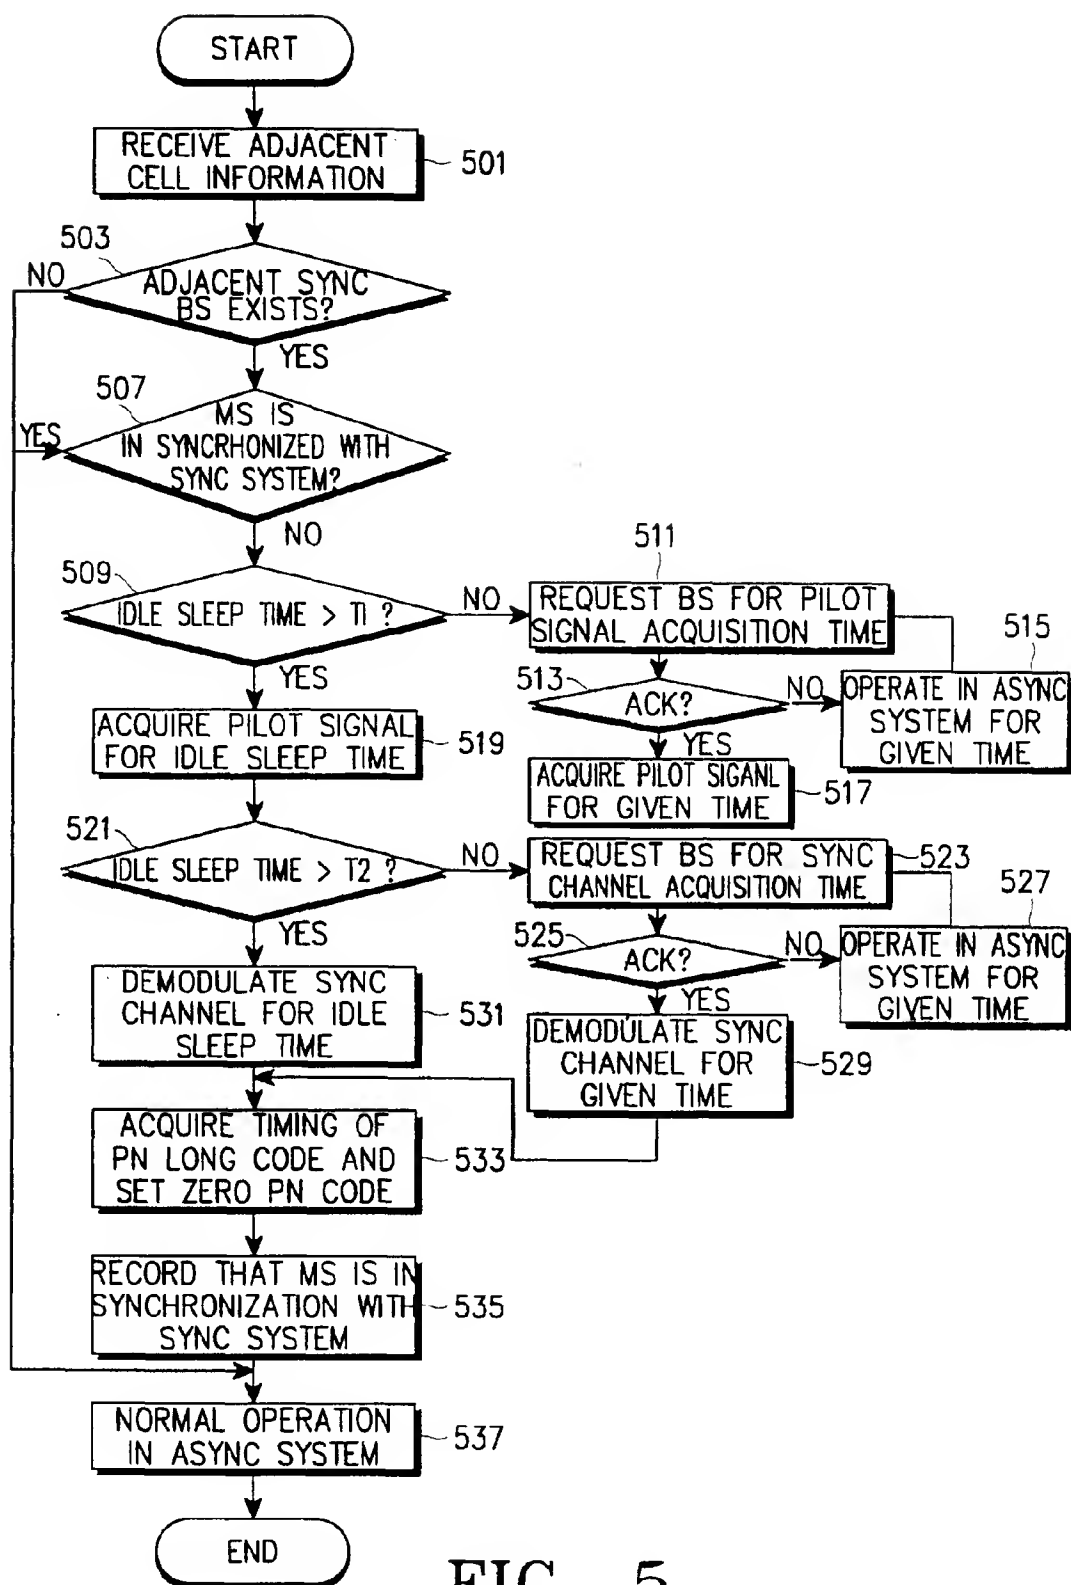 START
RECEIVE ADJACENT
CELL INFORMATION
501
503
NO
ADJACENT SYNC
BS EXISTS?
YES
507
YES
MS IS
IN SYNCRHONIZED WITH
SYNC SYSTEM?
NO
509
IDLE SLEEP TIME > T1 ?
NO
YES
511
REQUEST BS FOR PILOT
SIGNAL ACQUISITION TIME
513
ACK?
NO
YES
515
OPERATE IN ASYNC
SYSTEM FOR
GIVEN TIME
ACQUIRE PILOT SIGANL
FOR GIVEN TIME
517
ACQUIRE PILOT SIGNAL
FOR IDLE SLEEP TIME
519
521
IDLE SLEEP TIME > T2 ?
NO
YES
REQUEST BS FOR SYNC
CHANNEL ACQUISITION TIME
523
525
ACK?
NO
YES
527
OPERATE IN ASYNC
SYSTEM FOR
GIVEN TIME
DEMODULATE SYNC
CHANNEL FOR
GIVEN TIME
529
DEMODULATE SYNC
CHANNEL FOR IDLE
SLEEP TIME
531
ACQUIRE TIMING OF
PN LONG CODE AND
SET ZERO PN CODE
533
RECORD THAT MS IS IN
SYNCHRONIZATION WITH
SYNC SYSTEM
535
NORMAL OPERATION
IN ASYNC SYSTEM
537
END
FIG. 5